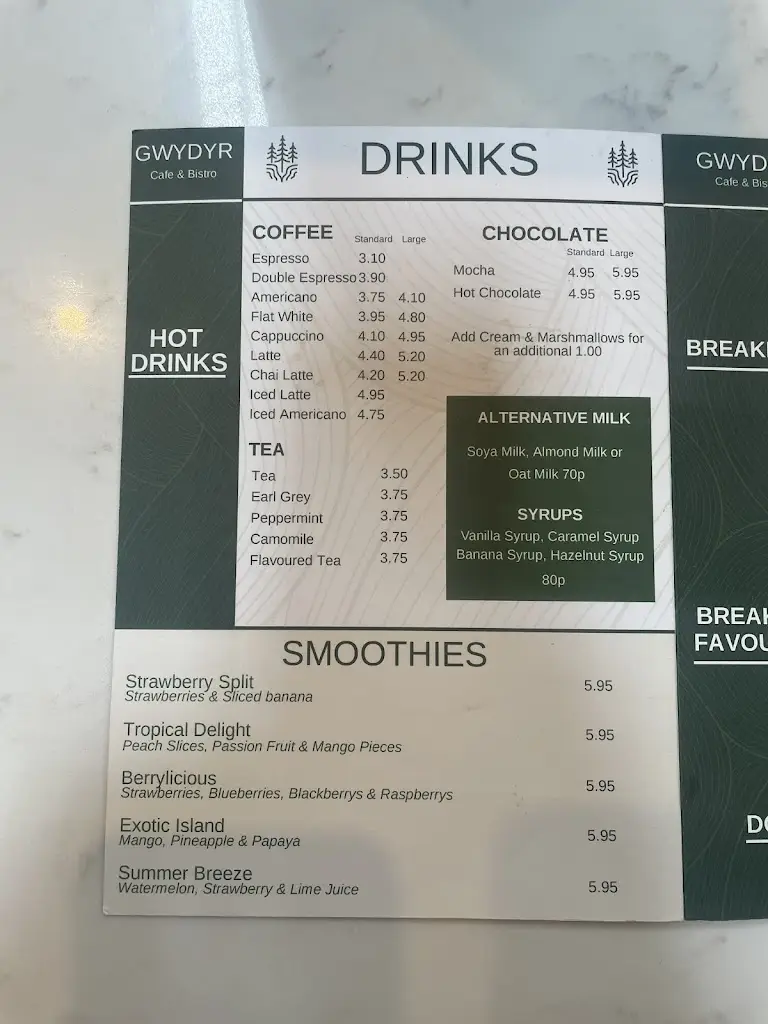 GWYDYR
Cafe & Bistro
DRINKS
HOT
DRINKS
COFFEE Standard Large
Espresso 3.10
Double Espresso 3.90
Americano 3.75 4.10
Flat White 3.95 4.80
Cappuccino 4.10 4.95
Latte 4.40 5.20
Chai Latte 4.20 5.20
Iced Latte 4.95
Iced Americano 4.75
TEA
Tea 3.50
Earl Grey 3.75
Peppermint 3.75
Camomile 3.75
Flavoured Tea 3.75
CHOCOLATE
Standard Large
Mocha 4.95 5.95
Hot Chocolate 4.95 5.95
Add Cream & Marshmallows for
an additional 1.00
ALTERNATIVE MILK
Soya Milk, Almond Milk or
Oat Milk 70p
SYRUPS
Vanilla Syrup, Caramel Syrup
Banana Syrup, Hazelnut Syrup
80p
SMOOTHIES
Strawberry Split 5.95
Strawberries & Sliced banana
Tropical Delight 5.95
Peach Slices, Passion Fruit & Mango Pieces
Berrylicious 5.95
Strawberries, Blueberries, Blackberrys & Raspberrys
Exotic Island 5.95
Mango, Pineapple & Papaya
Summer Breeze 5.95
Watermelon, Strawberry & Lime Juice
GWYD
Cafe & Bis
BREAK
BREAK
FAVOU